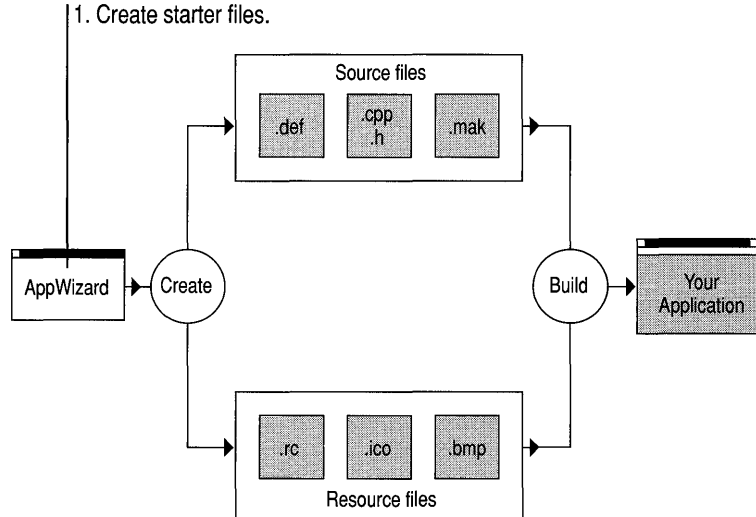 1. Create starter files.
Source files
.def
.cpp
.h
.mak
AppWizard
Create
Build
Your
Application
.rc
.ico
.bmp
Resource files